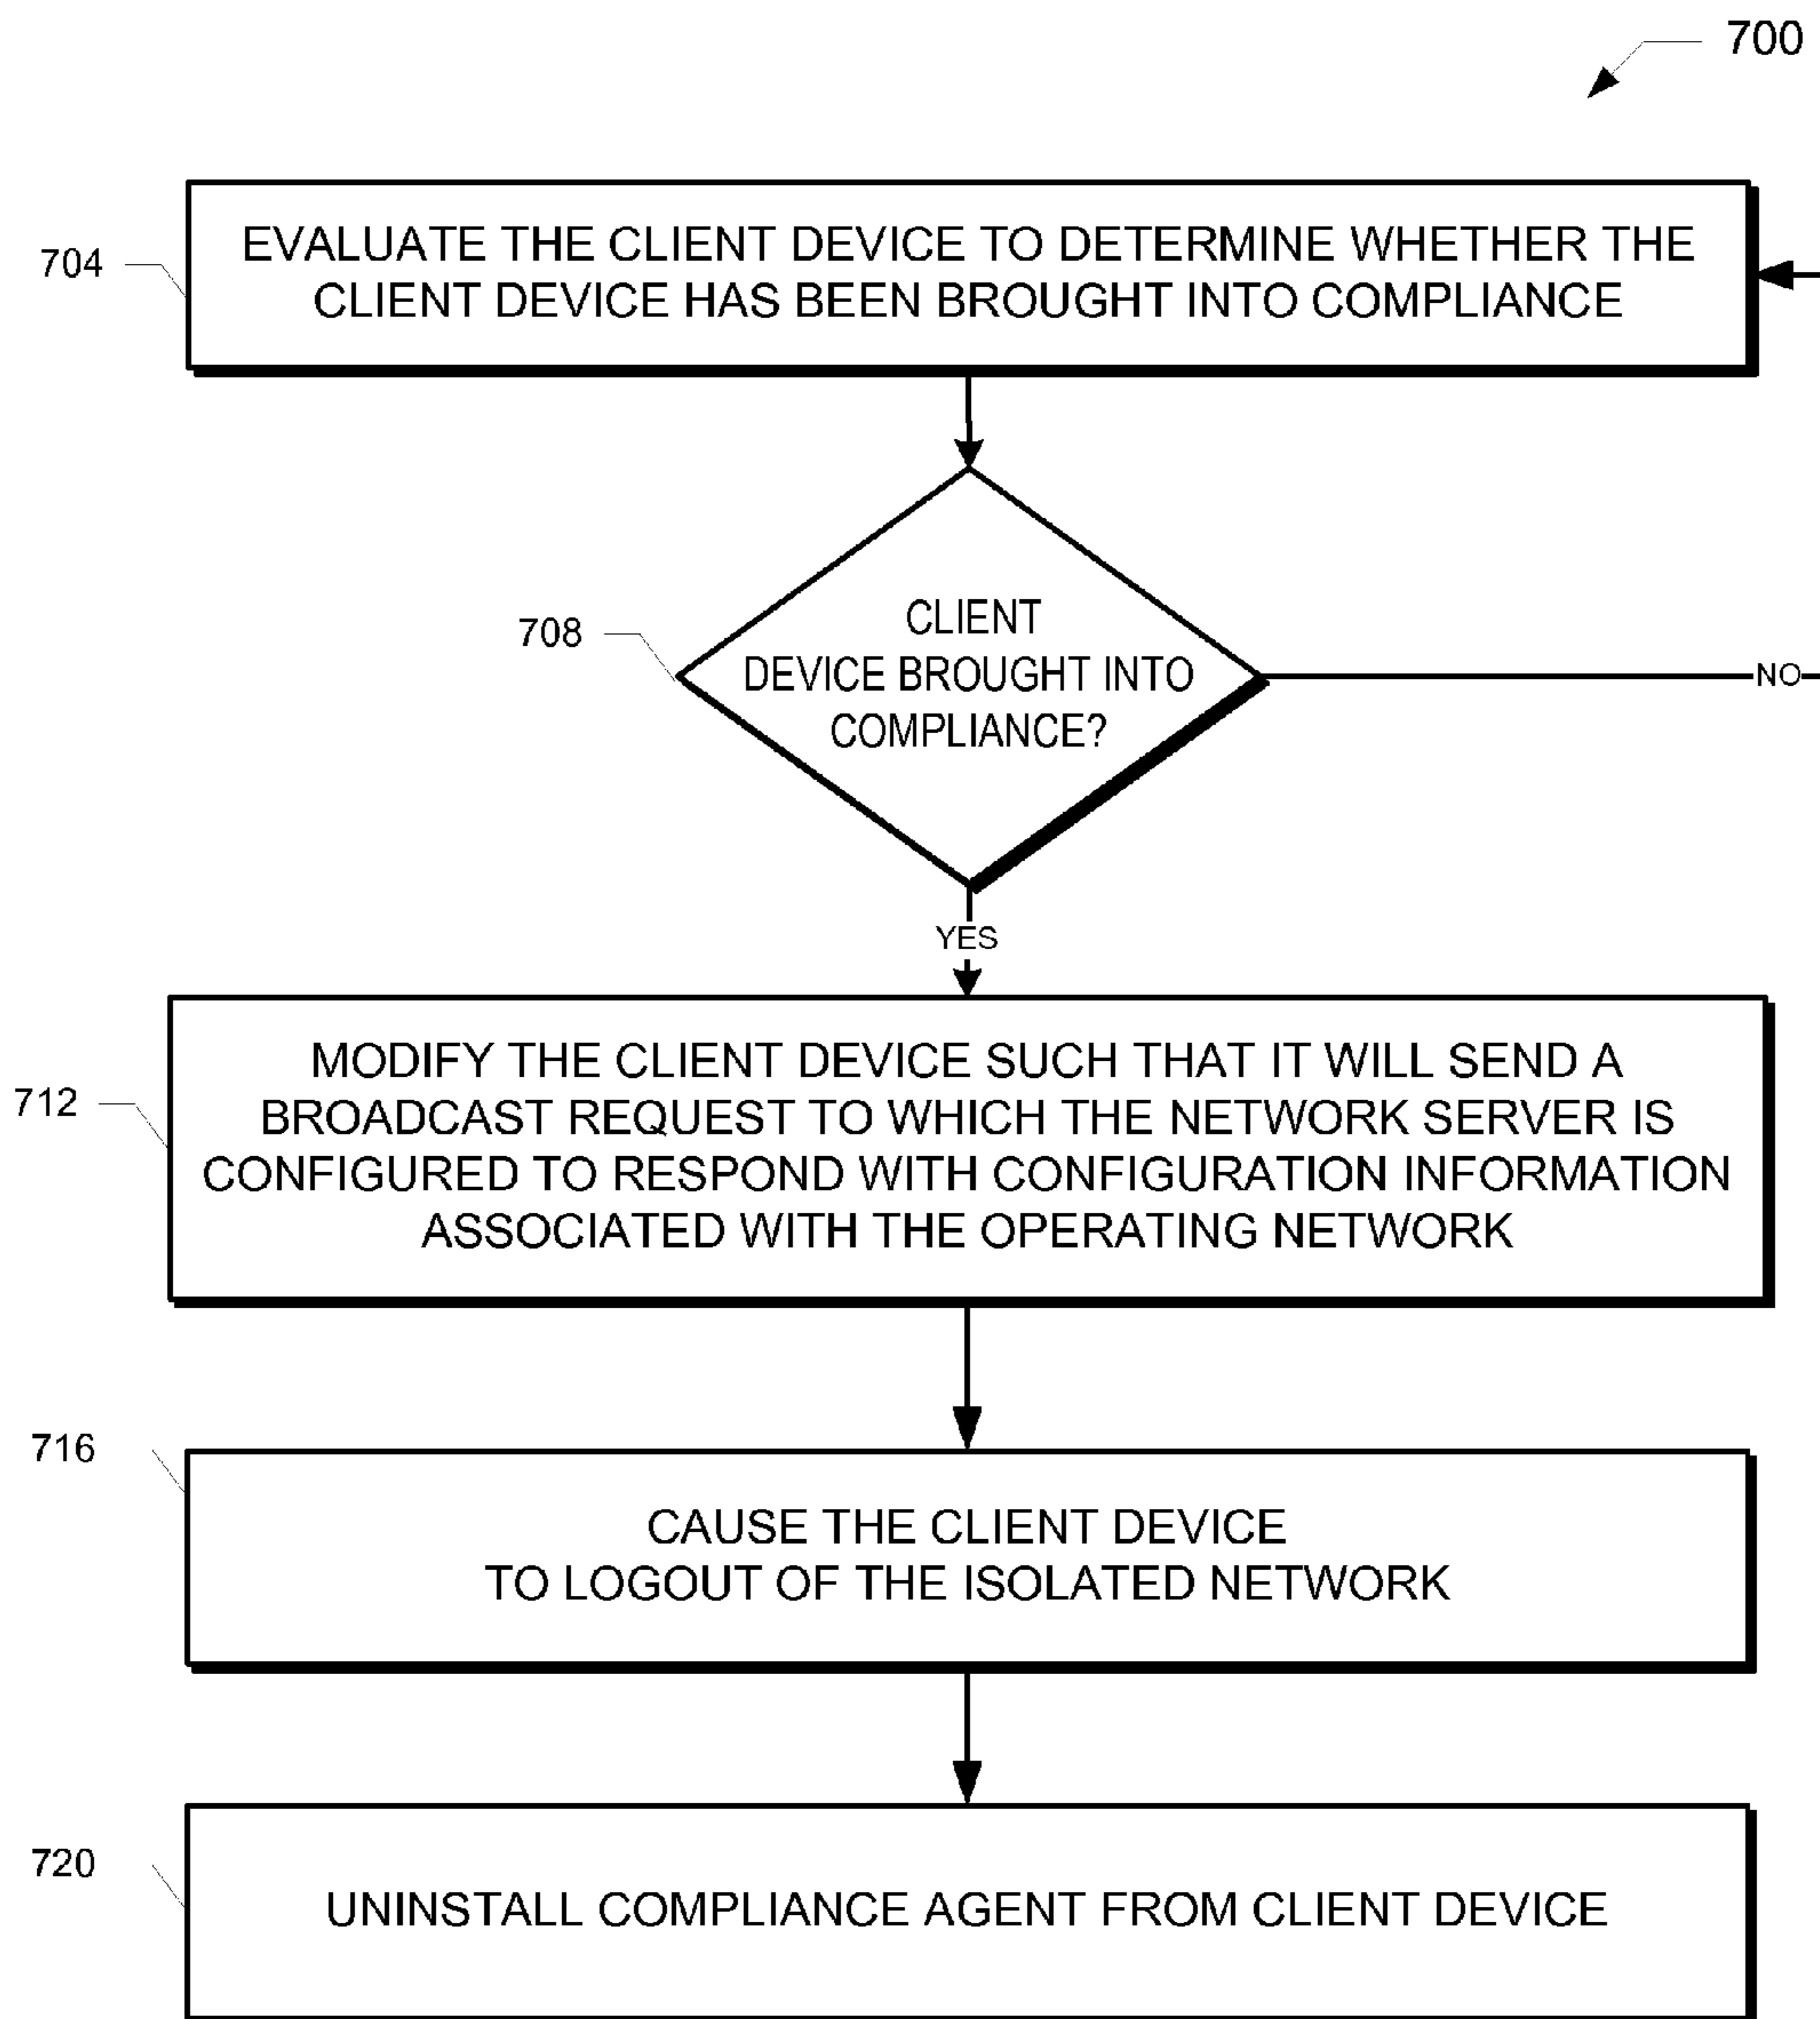 700
704
EVALUATE THE CLIENT DEVICE TO DETERMINE WHETHER THE
CLIENT DEVICE HAS BEEN BROUGHT INTO COMPLIANCE
708
CLIENT
DEVICE BROUGHT INTO
COMPLIANCE?
NO
YES
712
MODIFY THE CLIENT DEVICE SUCH THAT IT WILL SEND A
BROADCAST REQUEST TO WHICH THE NETWORK SERVER IS
CONFIGURED TO RESPOND WITH CONFIGURATION INFORMATION
ASSOCIATED WITH THE OPERATING NETWORK
716
CAUSE THE CLIENT DEVICE
TO LOGOUT OF THE ISOLATED NETWORK
720
UNINSTALL COMPLIANCE AGENT FROM CLIENT DEVICE